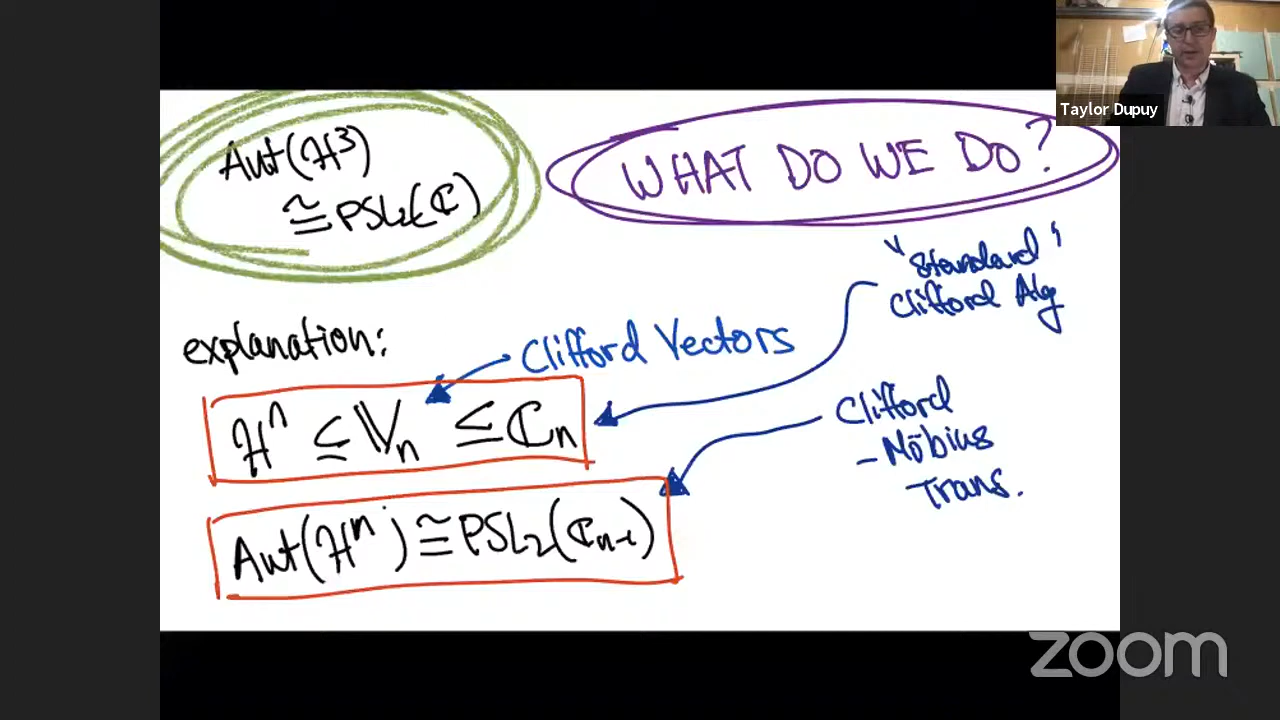 Aut(H³)
≅ PSL₂(ℂ)
WHAT DO WE DO?
Taylor Dupuy
"Standard"
Clifford Alg
explanation:
Clifford Vectors
Hⁿ ⊆ 𝕍ₙ ⊆ ℂₙ
Clifford
- Möbius
Trans.
Aut(Hⁿ) ≅ PSL₂(ℂₙ₋₁)
zoom